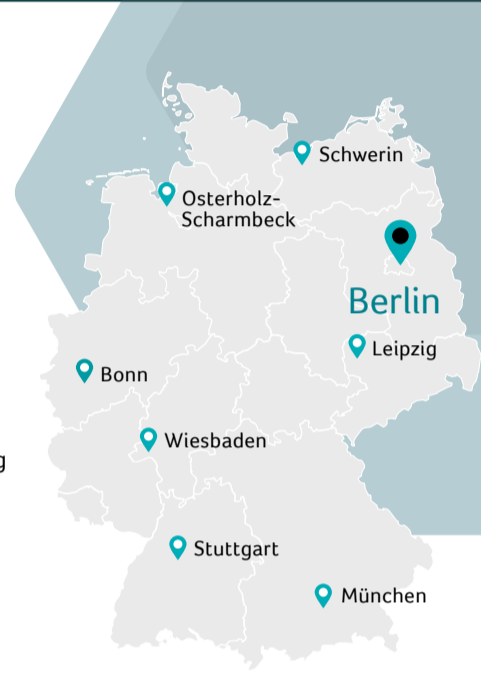 Schwerin
Osterholz-
Scharmbeck
Berlin
Leipzig
Bonn
Wiesbaden
g
Stuttgart
München